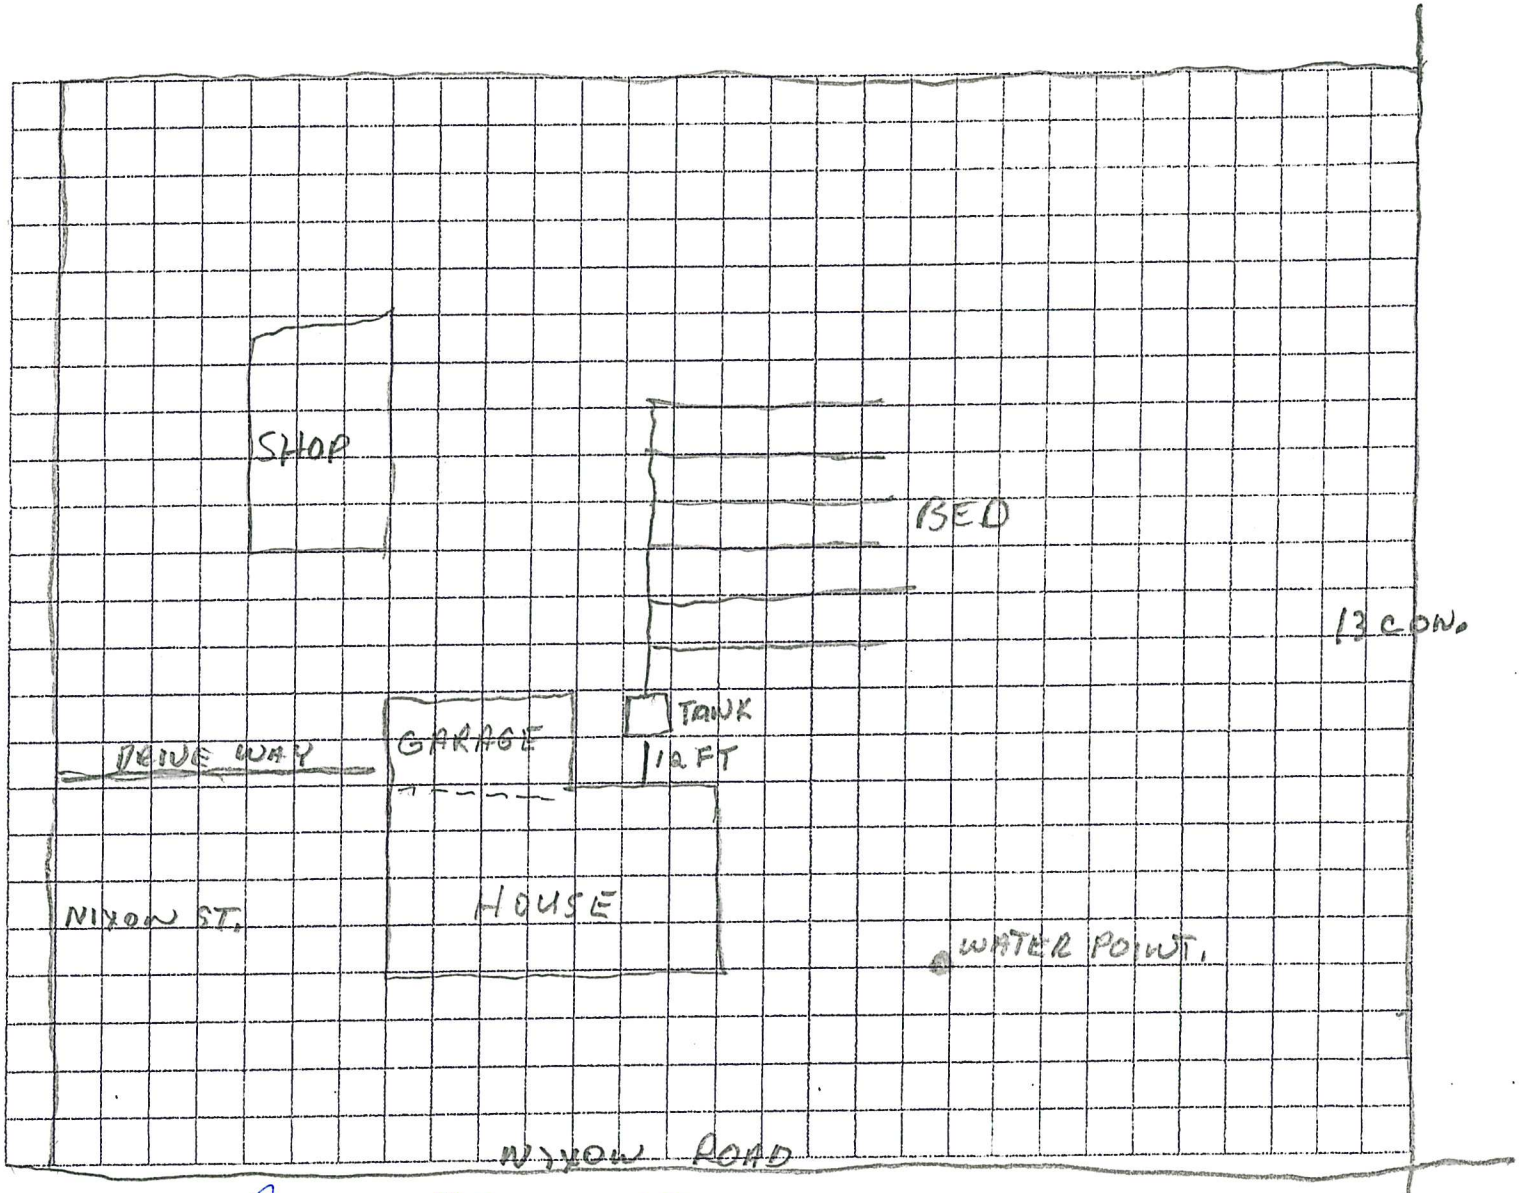 SHOP
BED
13 CON.
TANK
GARAGE
DRIVE WAY
12 FT
HOUSE
NIXON ST.
WATER POINT.
NIXON ROAD